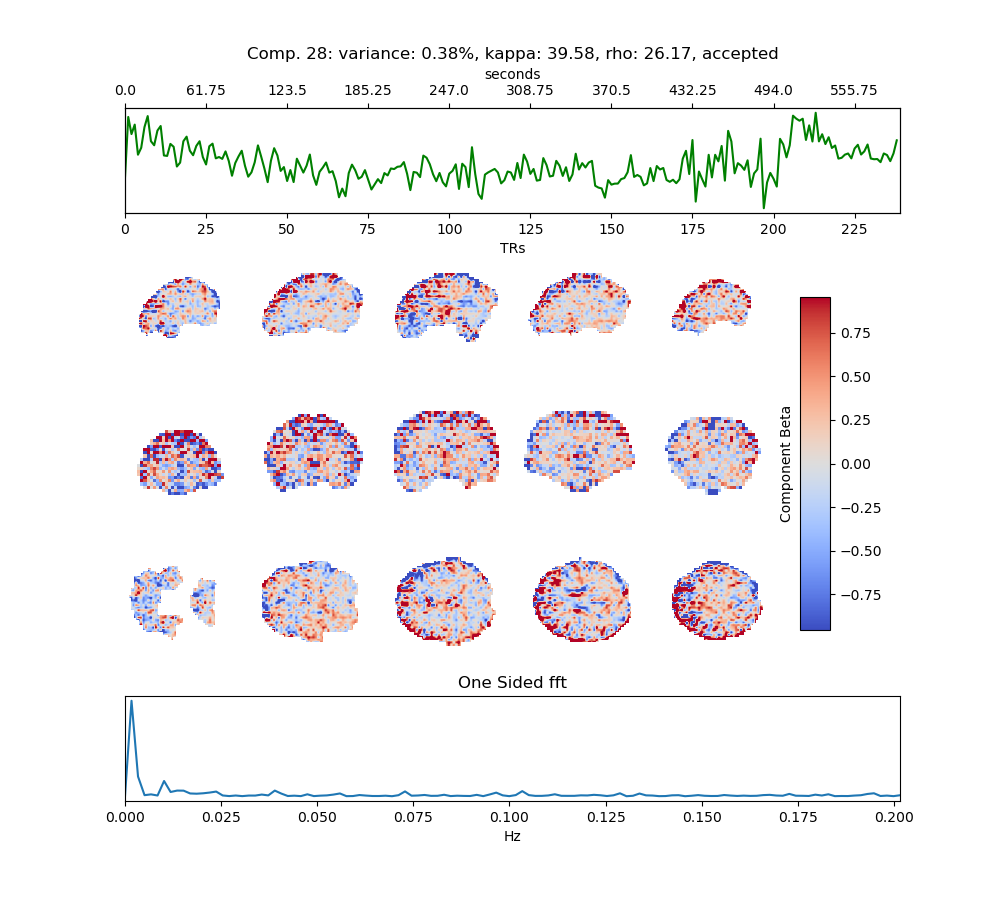 Comp. 28: variance: 0.38%, kappa: 39.58, rho: 26.17, accepted
seconds
0.0 61.75 123.5 185.25 247.0 308.75 370.5 432.25 494.0 555.75
0 25 50 75 100 125 150 175 200 225
TRs
0.75
0.50
0.25
0.00
−0.25
−0.50
−0.75
Component Beta
One Sided fft
0.000 0.025 0.050 0.075 0.100 0.125 0.150 0.175 0.200
Hz